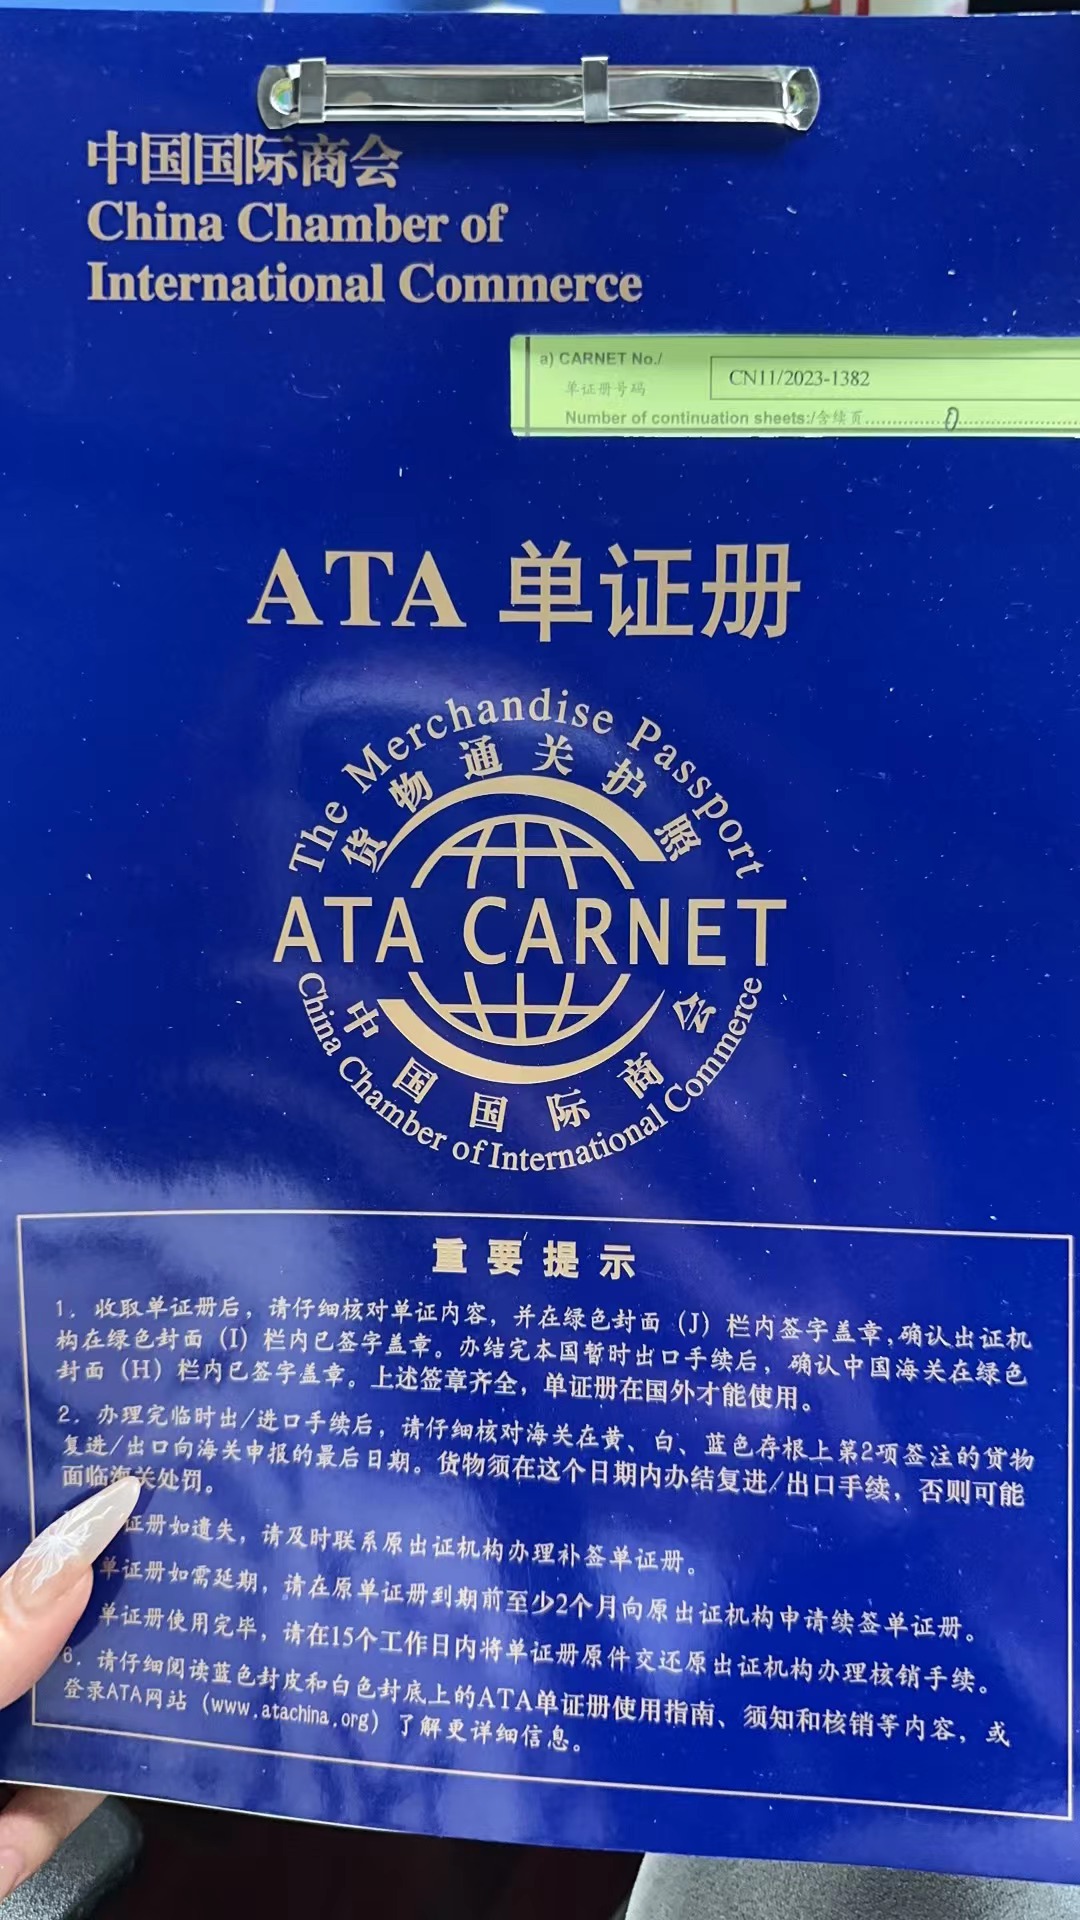 中国国际商会
China Chamber of
International Commerce
a) CARNET No./
单证册号码
CN11/2023-1382
Number of continuation sheets:/含续页..............0..............
ATA 单证册
The Merchandise Passport
货物通关护照
ATA CARNET
中国国际商会
China Chamber of International Commerce
重要提示
1. 收取单证册后，请仔细核对单证内容，并在绿色封面（J）栏内签字盖章，确认出证机
构在绿色封面（I）栏内已签字盖章。办结完本国暂时出口手续后，确认中国海关在绿色
封面（H）栏内已签字盖章。上述签章齐全，单证册在国外才能使用。
2. 办理完临时出/进口手续后，请仔细核对海关在黄、白、蓝色存根上第2项签注的货物
复进/出口向海关申报的最后日期。货物须在这个日期内办结复进/出口手续，否则可能
面临海关处罚。
证册如遗失，请及时联系原出证机构办理补签单证册。
单证册如需延期，请在原单证册到期前至少2个月向原出证机构申请续签单证册。
单证册使用完毕，请在15个工作日内将单证册原件交还原出证机构办理核销手续。
6. 请仔细阅读蓝色封皮和白色封底上的ATA单证册使用指南、须知和核销等内容，或
登录ATA网站（www.atachina.org）了解更详细信息。